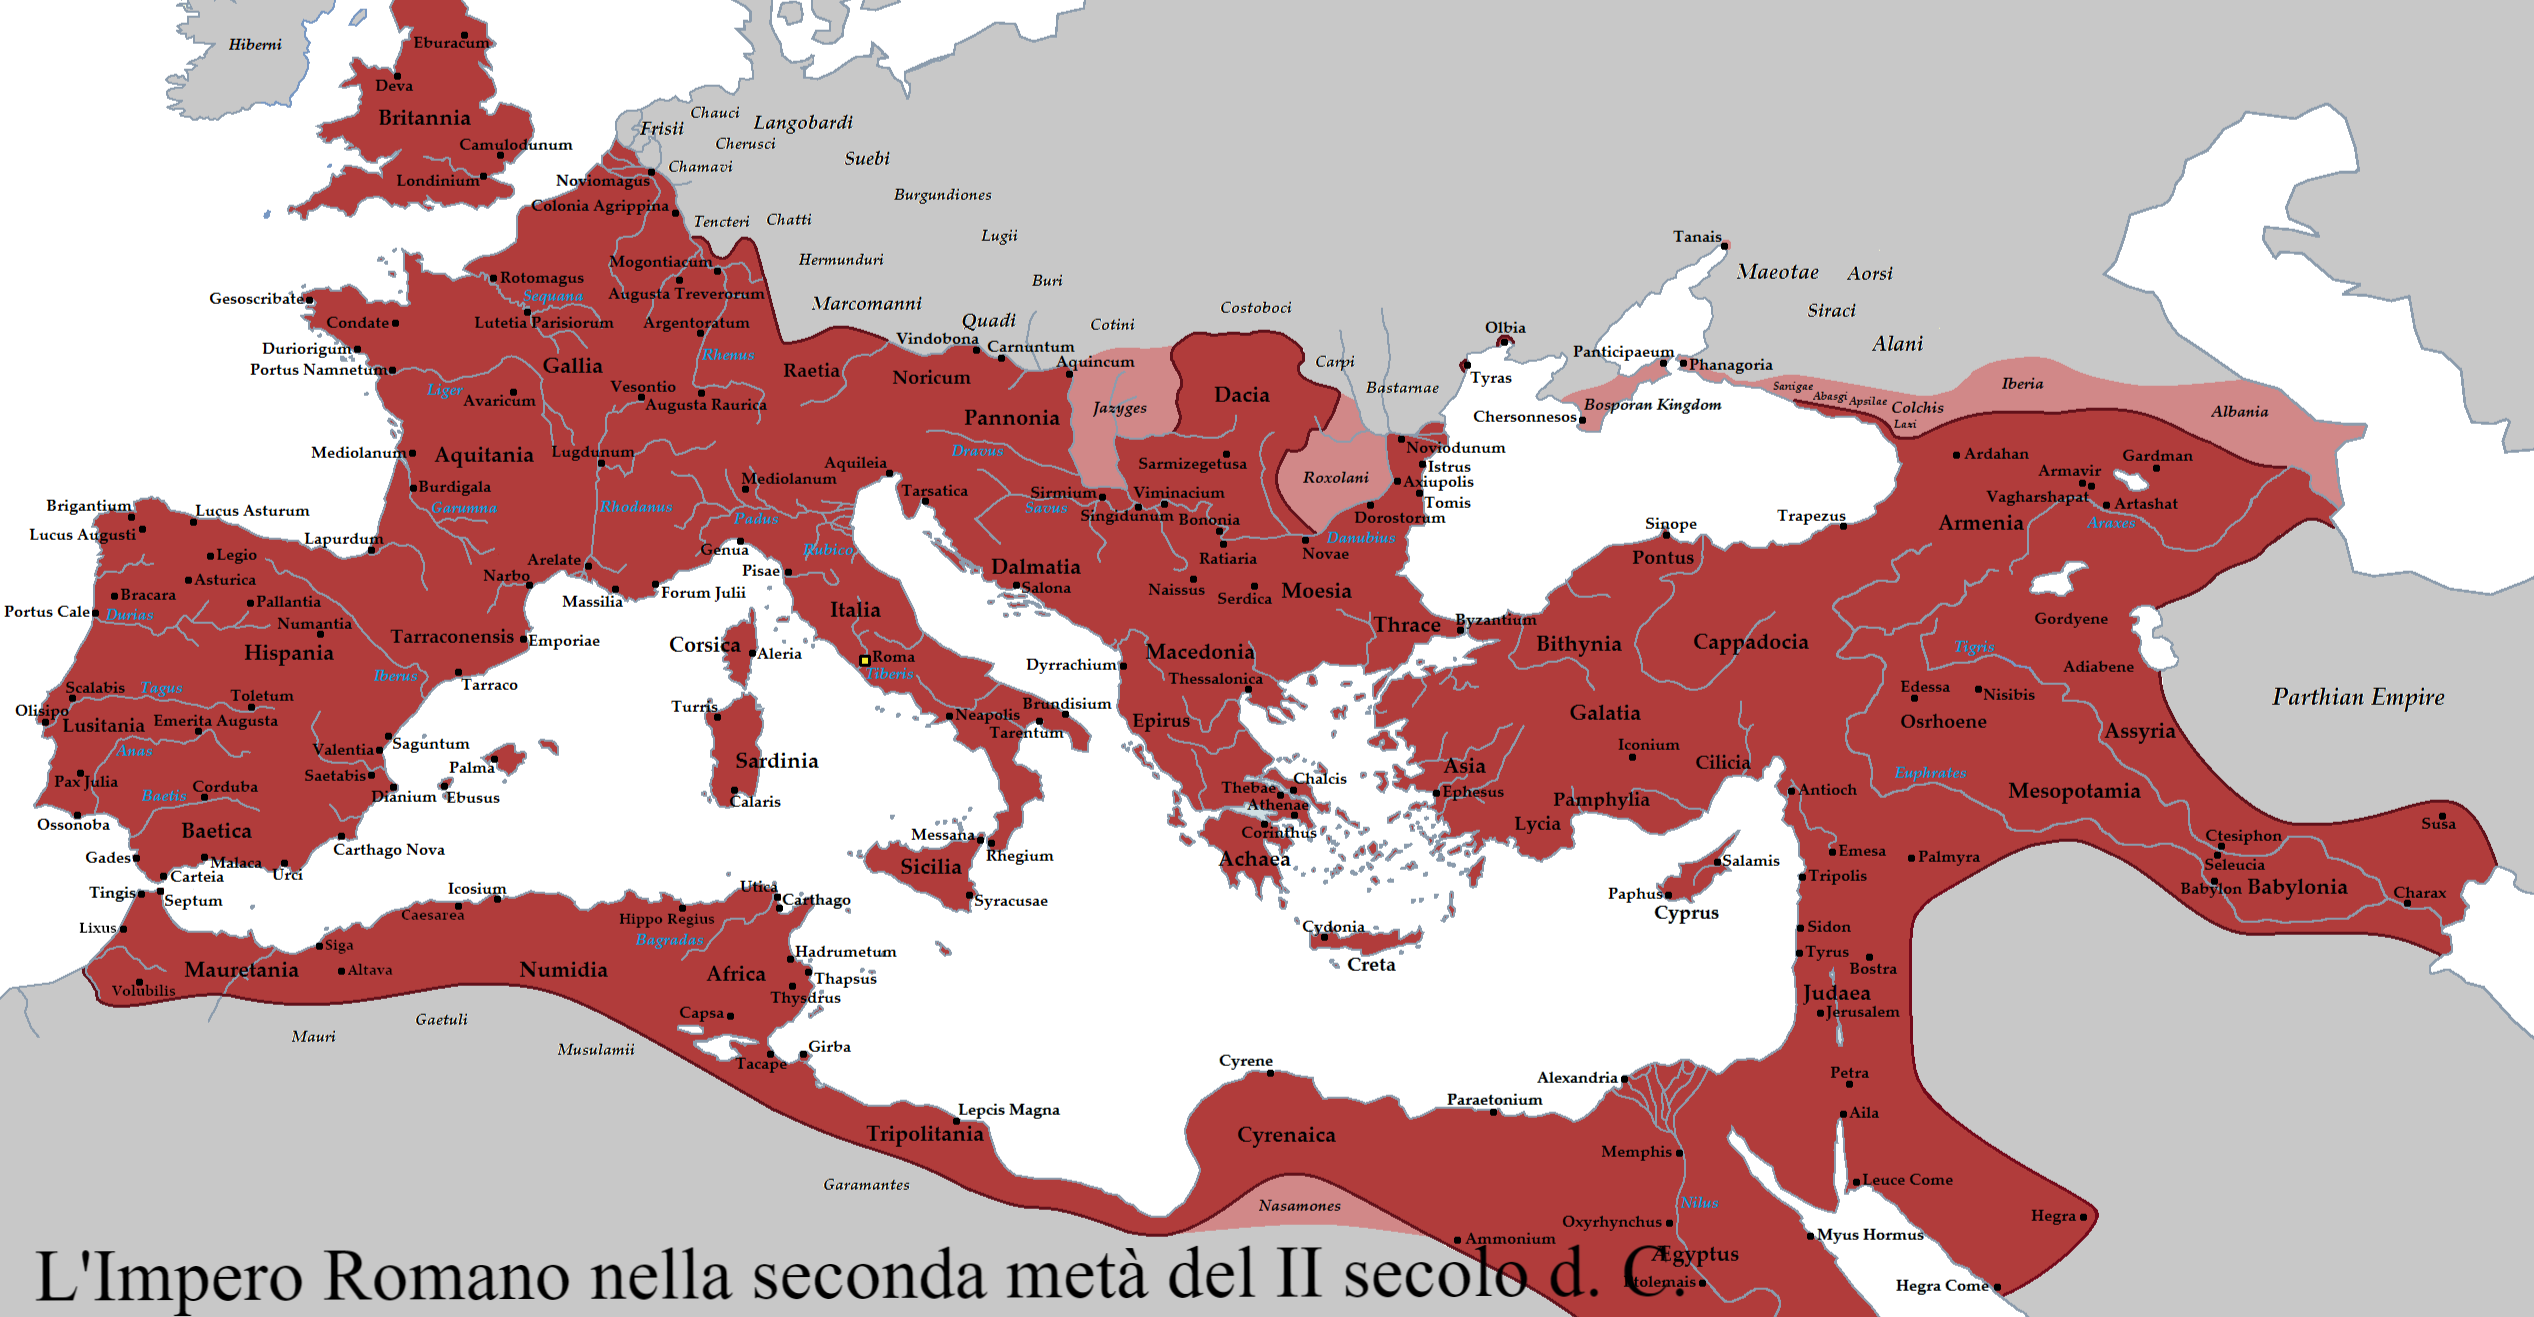 Hiberni
Eburacum
Deva
Britannia
Camulodunum
Londinium
Frisii
Chauci
Langobardi
Cherusci
Suebi
Chamavi
Noviomagus
Burgundiones
Colonia Agrippina
Tencteri
Chatti
Lugii
Hermunduri
Buri
Mogontiacum
Augusta Treverorum
Rotomagus
Sequana
Gesoscribate
Condate
Lutetia Parisiorum
Argentoratum
Marcomanni
Quadi
Cotini
Costoboci
Duriorigum
Portus Namnetum
Gallia
Rhenus
Raetia
Vindobona
Carnuntum
Aquincum
Noricum
Liger
Avaricum
Vesontio
Augusta Raurica
Pannonia
Jazyges
Dacia
Carpi
Bastarnae
Tanais
Maeotae
Aorsi
Siraci
Alani
Olbia
Tyras
Panticipaeum
Phanagoria
Bosporan Kingdom
Chersonnesos
Sanigae
Abasgi
Apsilae
Colchis
Laxi
Iberia
Albania
Mediolanum
Aquitania
Lugdunum
Burdigala
Garumna
Rhodanus
Mediolanum
Padus
Aquileia
Tarsatica
Dravus
Savus
Sirmium
Singidunum
Viminacium
Bononia
Sarmizegetusa
Roxolani
Noviodunum
Istrus
Axiupolis
Tomis
Dorostorum
Danubius
Novae
Ratiaria
Naissus
Serdica
Moesia
Dalmatia
Salona
Ardahan
Armavir
Gardman
Vagharshapat
Artashat
Araxes
Armenia
Trapezus
Sinope
Pontus
Brigantium
Lucus Augusti
Lucus Asturum
Lapurdum
Legio
Asturica
Bracara
Pallantia
Portus Cale
Durias
Numantia
Hispania
Tarraconensis
Emporiae
Narbo
Arelate
Massilia
Forum Julii
Genua
Pisae
Rubico
Italia
Corsica
Aleria
Roma
Tiberis
Thrace
Byzantium
Bithynia
Cappadocia
Gordyene
Tigris
Adiabene
Macedonia
Thessalonica
Dyrrachium
Epirus
Scalabis
Tagus
Toletum
Iberus
Tarraco
Olisipo
Lusitania
Emerita Augusta
Anas
Valentia
Saguntum
Saetabis
Dianium
Palma
Ebusus
Pax Julia
Corduba
Baetis
Ossonoba
Baetica
Carthago Nova
Gades
Malaca
Urci
Carteia
Turris
Sardinia
Calaris
Neapolis
Brundisium
Tarentum
Messana
Rhegium
Sicilia
Syracusae
Thebae
Chalcis
Athenae
Corinthus
Achaea
Cydonia
Creta
Asia
Ephesus
Galatia
Iconium
Cilicia
Pamphylia
Lycia
Antioch
Salamis
Paphus
Cyprus
Edessa
Nisibis
Osrhoene
Assyria
Euphrates
Mesopotamia
Parthian Empire
Susa
Ctesiphon
Seleucia
Babylon
Babylonia
Charax
Emesa
Palmyra
Tripolis
Sidon
Tyrus
Bostra
Judaea
Jerusalem
Petra
Aila
Leuce Come
Hegra
Myus Hormus
Hegra Come
Tingis
Septum
Lixus
Volubilis
Mauretania
Siga
Altava
Icosium
Caesarea
Numidia
Hippo Regius
Bagradas
Utica
Carthago
Hadrumetum
Africa
Thapsus
Thysdrus
Capsa
Tacape
Girba
Mauri
Gaetuli
Musulamii
Lepcis Magna
Tripolitania
Garamantes
Cyrene
Cyrenaica
Nasamones
Paraetonium
Alexandria
Memphis
Nilus
Oxyrhynchus
Ammonium
Ægyptus
Ptolemais
L'Impero Romano nella seconda metà del II secolo d. C.